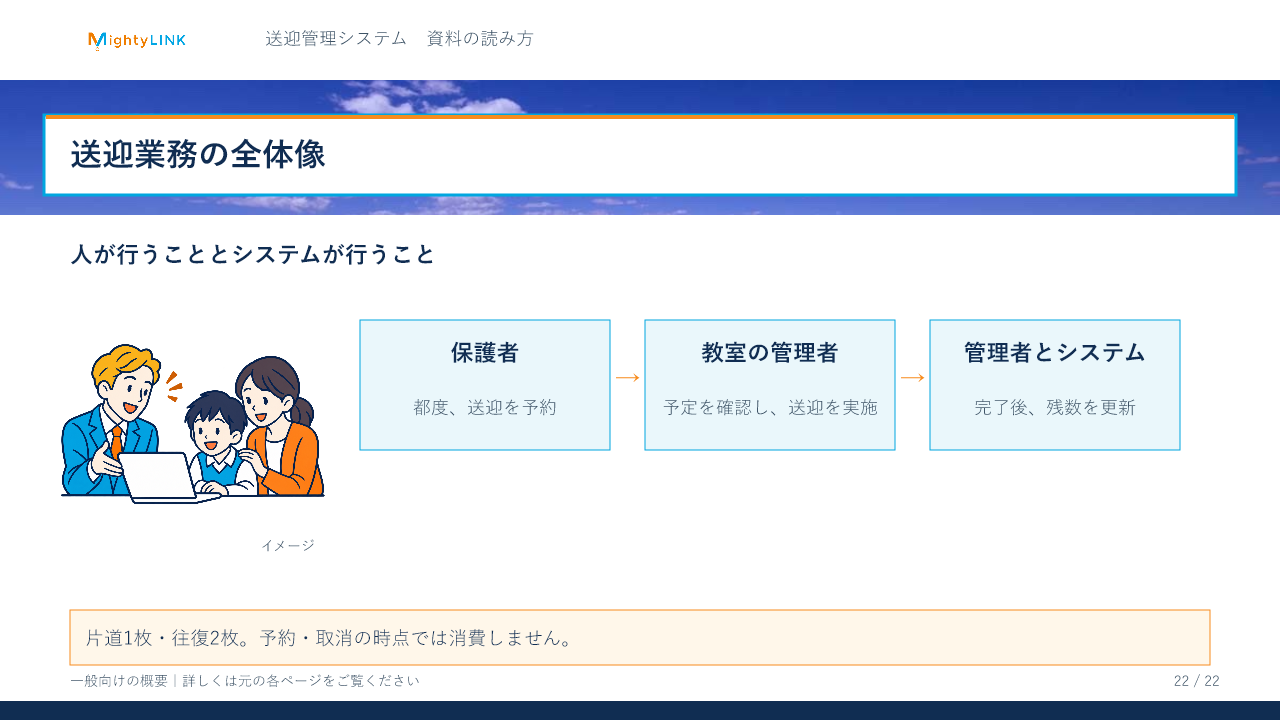 MightyLINK
送迎管理システム　資料の読み方
送迎業務の全体像
人が行うこととシステムが行うこと
保護者
都度、送迎を予約
→
教室の管理者
予定を確認し、送迎を実施
→
管理者とシステム
完了後、残数を更新
イメージ
片道1枚・往復2枚。予約・取消の時点では消費しません。
一般向けの概要｜詳しくは元の各ページをご覧ください
22 / 22